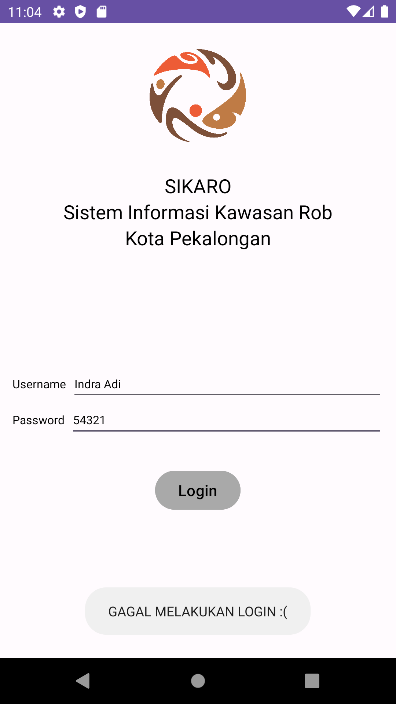 11:04
SIKARO
Sistem Informasi Kawasan Rob
Kota Pekalongan
Username Indra Adi
Password 54321
Login
GAGAL MELAKUKAN LOGIN :(